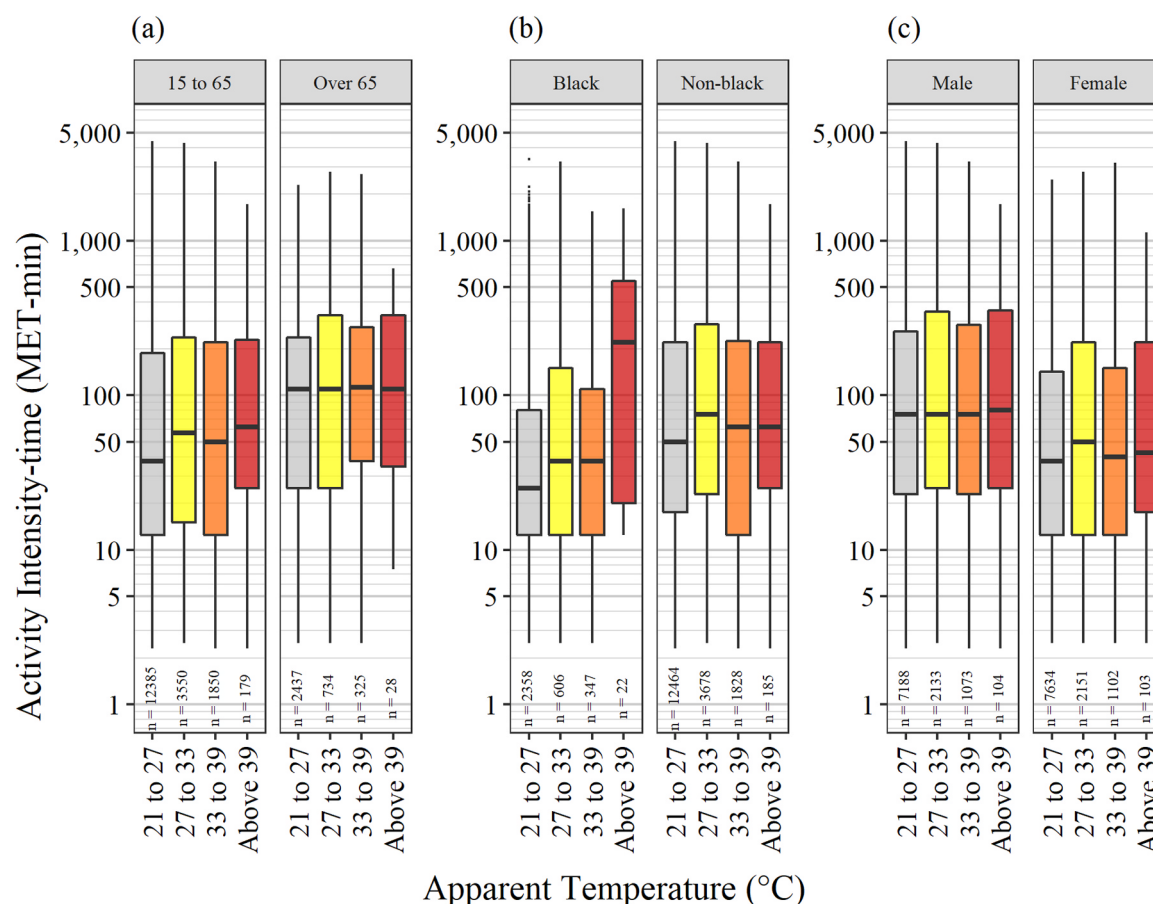 (a) (b) (c)
15 to 65 Over 65 Black Non-black Male Female
Activity Intensity-time (MET-min)
5,000 5,000 5,000
1,000 1,000 1,000
500 500 500
100 100 100
50 50 50
10 10 10
5 5 5
1 1 1
n = 12385 n = 3550 n = 1850 n = 179 n = 2437 n = 734 n = 325 n = 28 n = 2358 n = 606 n = 347 n = 22 n = 12464 n = 3678 n = 1828 n = 185 n = 7188 n = 2133 n = 1073 n = 104 n = 7634 n = 2151 n = 1102 n = 103
21 to 27 27 to 33 33 to 39 Above 39 21 to 27 27 to 33 33 to 39 Above 39 21 to 27 27 to 33 33 to 39 Above 39 21 to 27 27 to 33 33 to 39 Above 39 21 to 27 27 to 33 33 to 39 Above 39 21 to 27 27 to 33 33 to 39 Above 39
Apparent Temperature (°C)